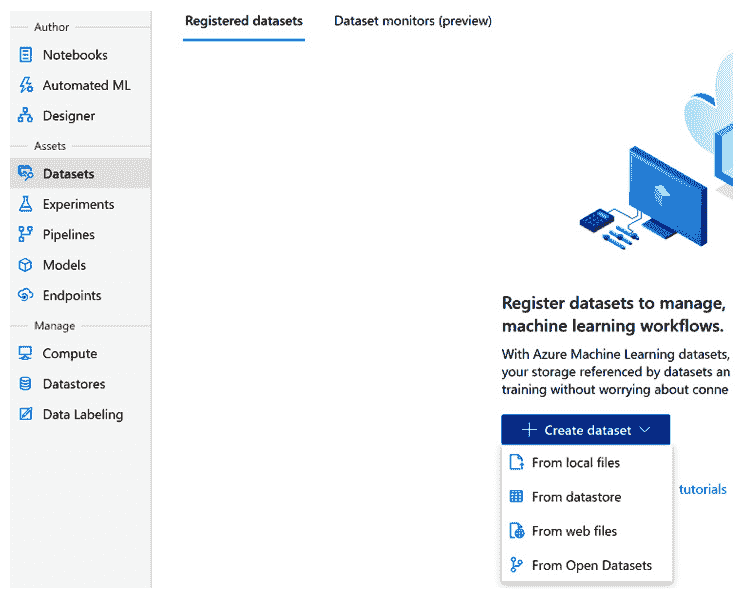 Author
Notebooks
Automated ML
Designer
Assets
Datasets
Experiments
Pipelines
Models
Endpoints
Manage
Compute
Datastores
Data Labeling
Registered datasets
Dataset monitors (preview)
Register datasets to manage,
machine learning workflows.
With Azure Machine Learning datasets,
your storage referenced by datasets an
training without worrying about conne
Create dataset
From local files
From datastore
From web files
From Open Datasets
tutorials